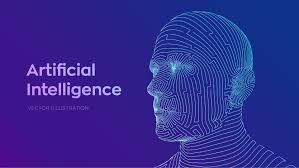 Artificial
Intelligence
VECTOR ILLUSTRATION